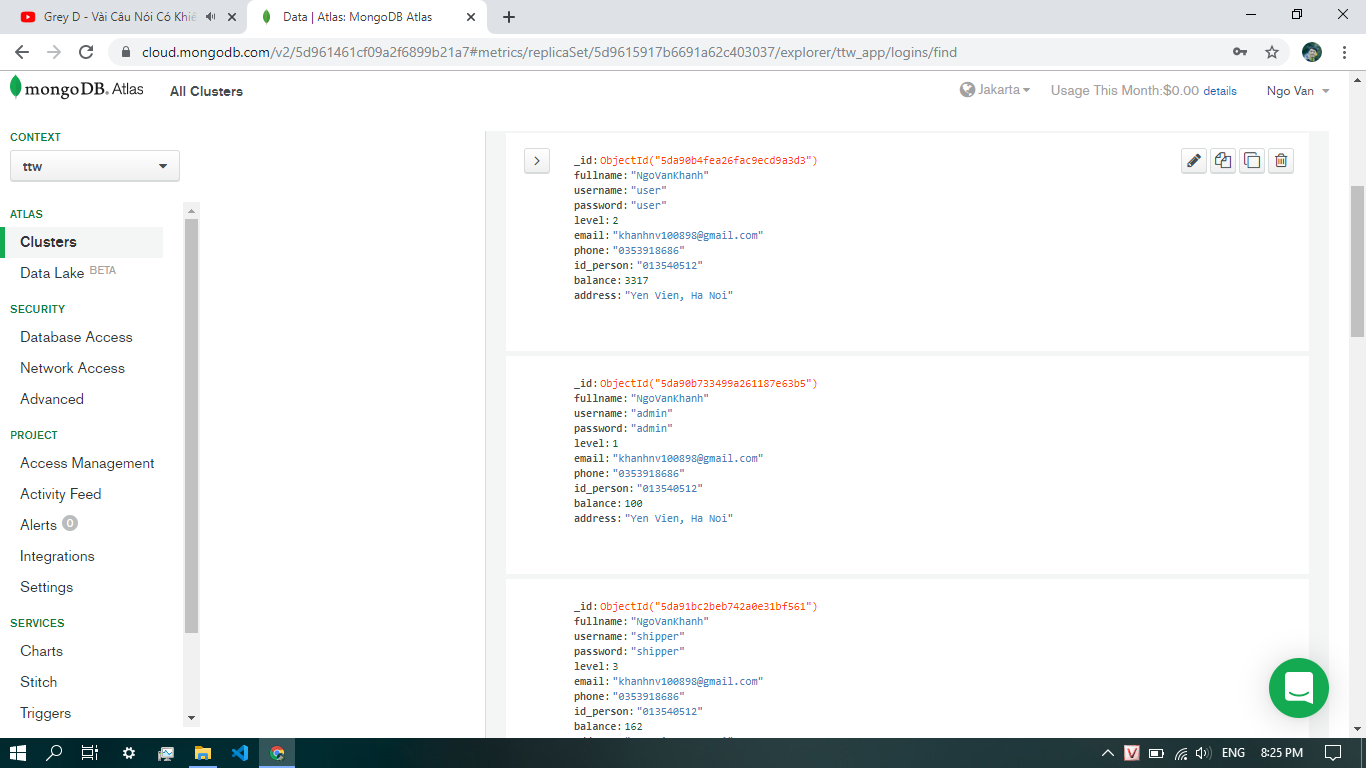 Grey D - Vài Câu Nói Có Khiế
Data | Atlas: MongoDB Atlas
cloud.mongodb.com/v2/5d961461cf09a2f6899b21a7#metrics/replicaSet/5d9615917b6691a62c403037/explorer/ttw_app/logins/find
mongoDB. Atlas
All Clusters
Jakarta
Usage This Month:$0.00 details
Ngo Van
CONTEXT
ttw
ATLAS
Clusters
Data Lake BETA
SECURITY
Database Access
Network Access
Advanced
PROJECT
Access Management
Activity Feed
Alerts 0
Integrations
Settings
SERVICES
Charts
Stitch
Triggers
_id: ObjectId("5da90b4fea26fac9ecd9a3d3")
fullname: "NgoVanKhanh"
username: "user"
password: "user"
level: 2
email: "khanhnv100898@gmail.com"
phone: "0353918686"
id_person: "013540512"
balance: 3317
address: "Yen Vien, Ha Noi"
_id: ObjectId("5da90b733499a261187e63b5")
fullname: "NgoVanKhanh"
username: "admin"
password: "admin"
level: 1
email: "khanhnv100898@gmail.com"
phone: "0353918686"
id_person: "013540512"
balance: 100
address: "Yen Vien, Ha Noi"
_id: ObjectId("5da91bc2beb742a0e31bf561")
fullname: "NgoVanKhanh"
username: "shipper"
password: "shipper"
level: 3
email: "khanhnv100898@gmail.com"
phone: "0353918686"
id_person: "013540512"
balance: 162
ENG
8:25 PM